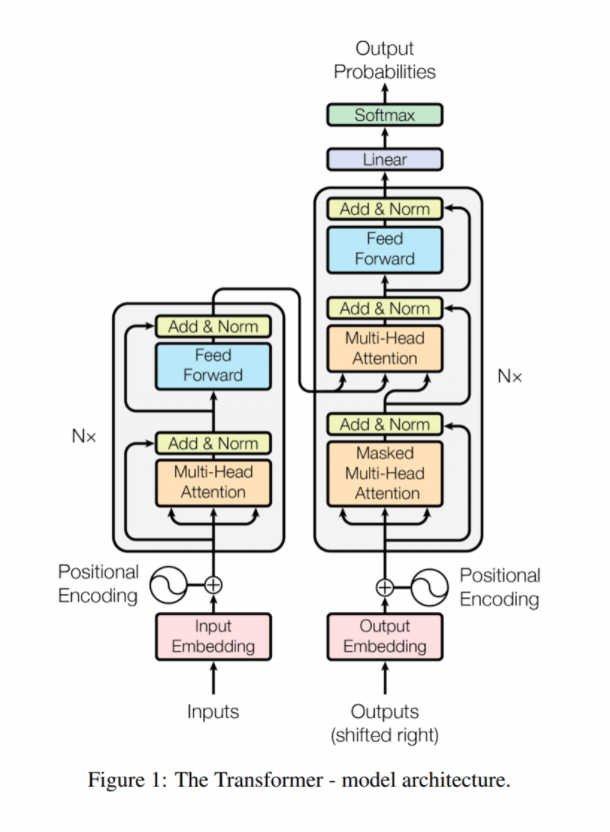 Output
Probabilities
Softmax
Linear
Add & Norm
Feed
Forward
Add & Norm
Multi-Head
Attention
Add & Norm
Masked
Multi-Head
Attention
N×
Add & Norm
Feed
Forward
Add & Norm
Multi-Head
Attention
N×
Positional
Encoding
Positional
Encoding
Input
Embedding
Output
Embedding
Inputs
Outputs
(shifted right)
Figure 1: The Transformer - model architecture.